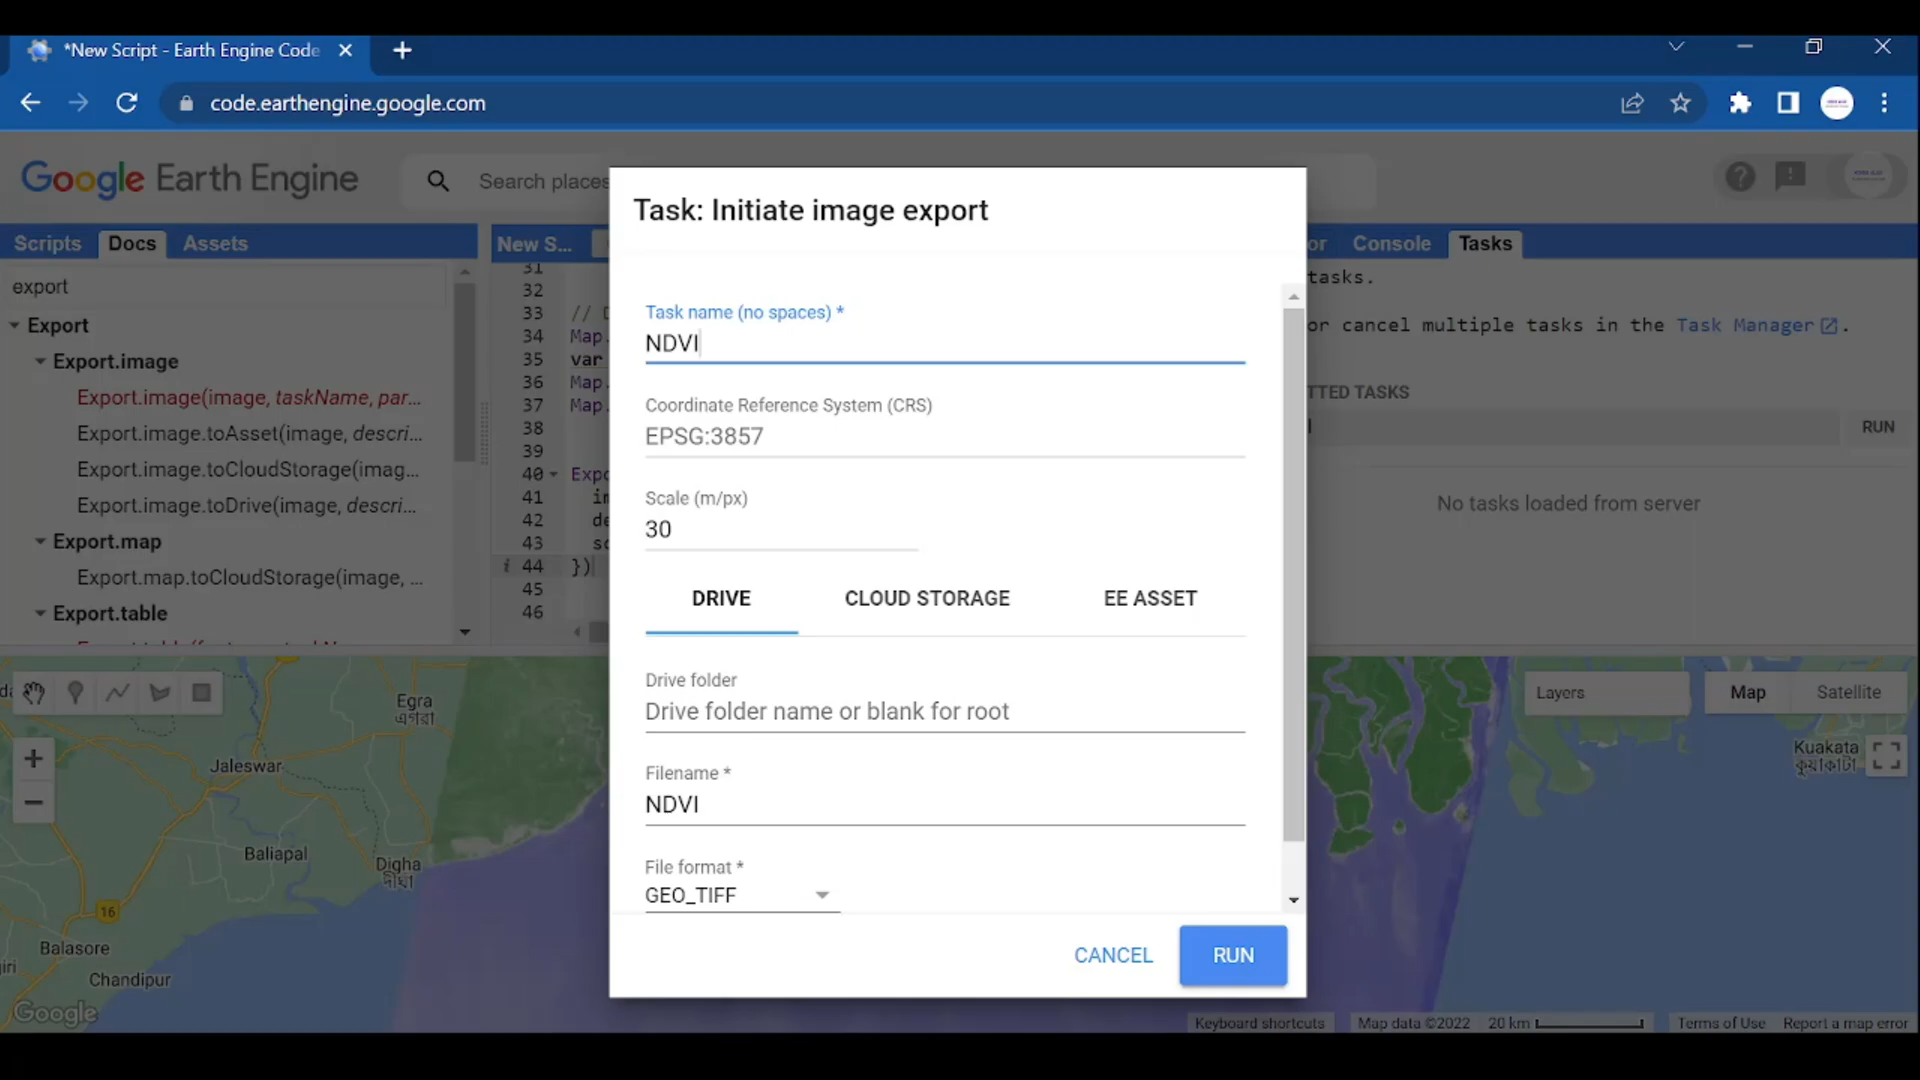 *New Script - Earth Engine Code
code.earthengine.google.com
Google Earth Engine
Search places
Scripts
Docs
Assets
export
Export
Export.image
Export.image(image, taskName, par...
Export.image.toAsset(image, descri...
Export.image.toCloudStorage(imag...
Export.image.toDrive(image, descri...
Export.map
Export.map.toCloudStorage(image, ...
Export.table
New S...
31
32
33 // D
34 Map.
35 var
36 Map.
37 Map.
38
39
40 Expo
41 im
42 de
43 sc
i 44 })
45
46
Task: Initiate image export
Task name (no spaces) *
NDVI
Coordinate Reference System (CRS)
EPSG:3857
Scale (m/px)
30
DRIVE
CLOUD STORAGE
EE ASSET
Drive folder
Drive folder name or blank for root
Filename *
NDVI
File format *
GEO_TIFF
CANCEL
RUN
or
Console
Tasks
tasks.
or cancel multiple tasks in the Task Manager .
TTED TASKS
RUN
No tasks loaded from server
Layers
Map
Satellite
Egra
এগরা
Jaleswar
Baliapal
Digha
দীঘা
16
Balasore
Chandipur
Kuakata
কুয়াকাটা
Google
Keyboard shortcuts
Map data ©2022
20 km
Terms of Use
Report a map error